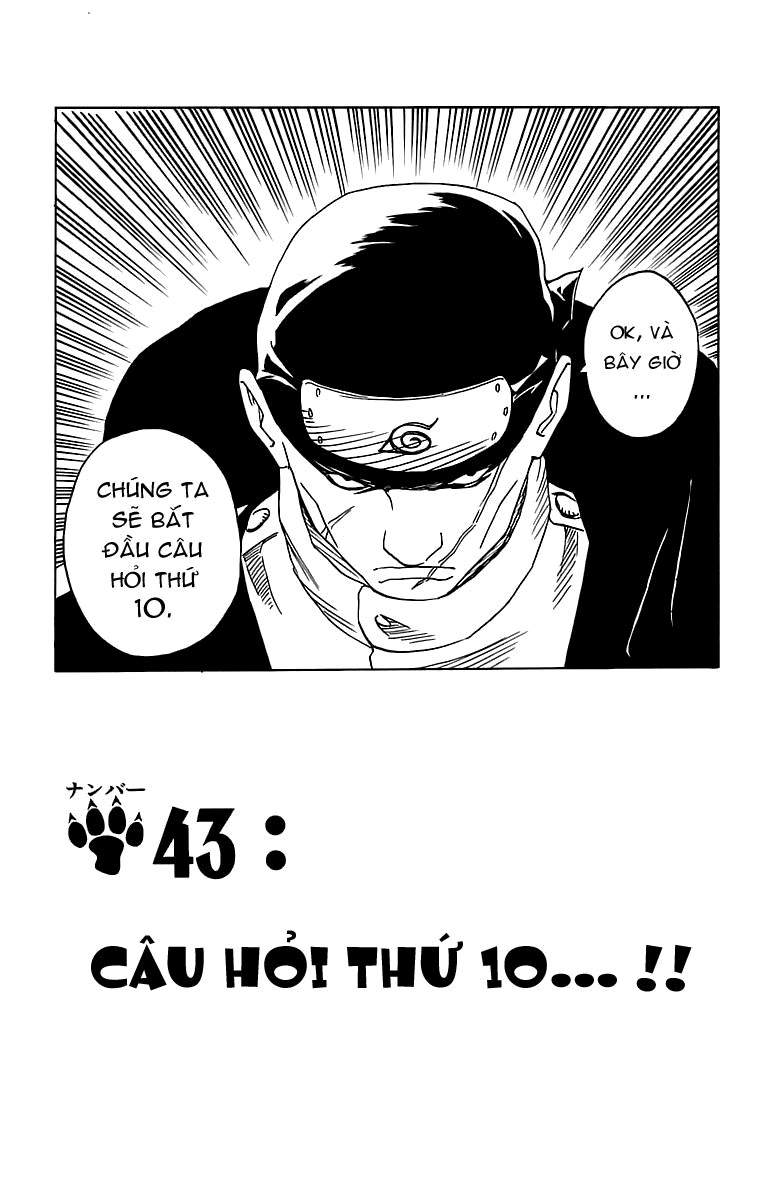 OK, VÀ
BÂY GIỜ
...
CHÚNG TA
SẼ BẮT
ĐẦU CÂU
HỎI THỨ
10.
ナンバー
43:
CÂU HỎI THỨ 10... !!